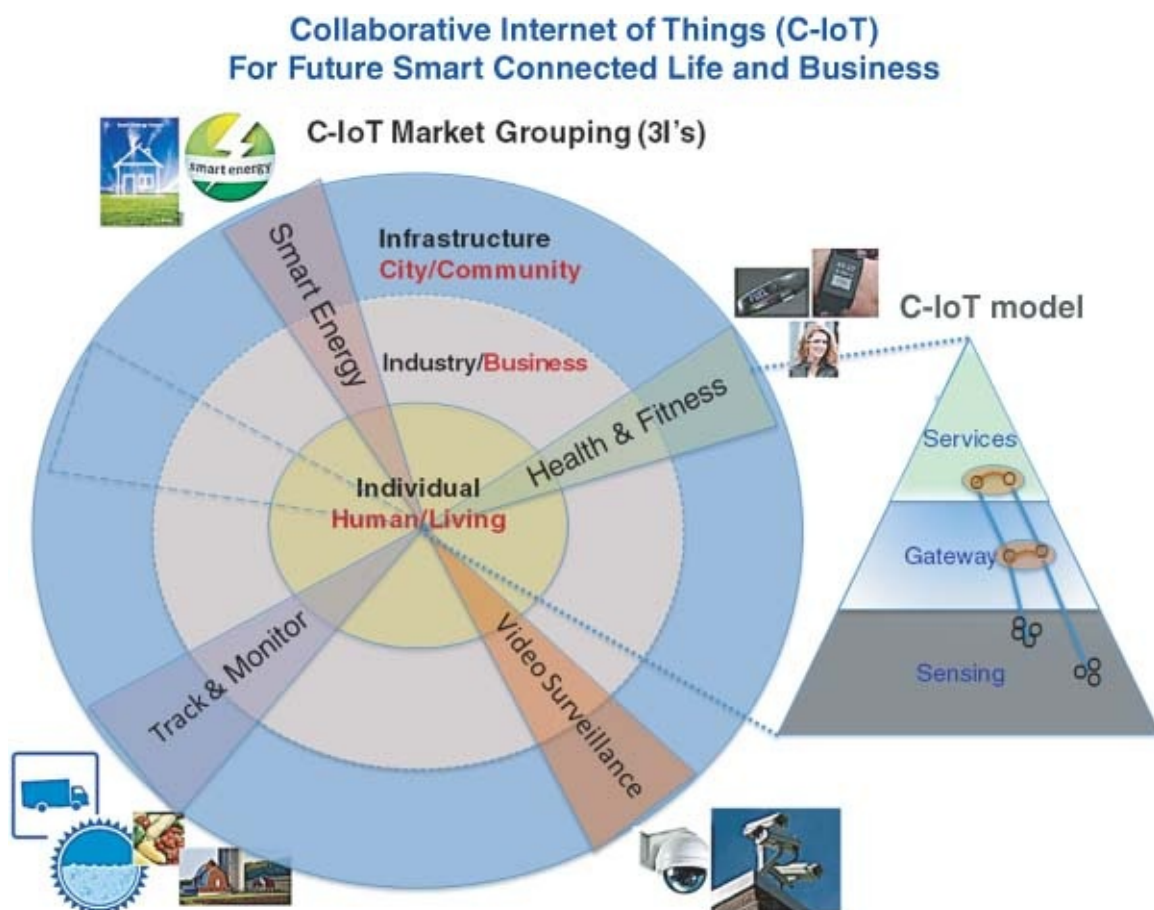 Collaborative Internet of Things (C-IoT)
For Future Smart Connected Life and Business
C-IoT Market Grouping (3I's)
smart energy
Smart Energy
Infrastructure
City/Community
Industry/Business
Health & Fitness
Individual
Human/Living
Track & Monitor
Video Surveillance
C-IoT model
Services
Gateway
Sensing